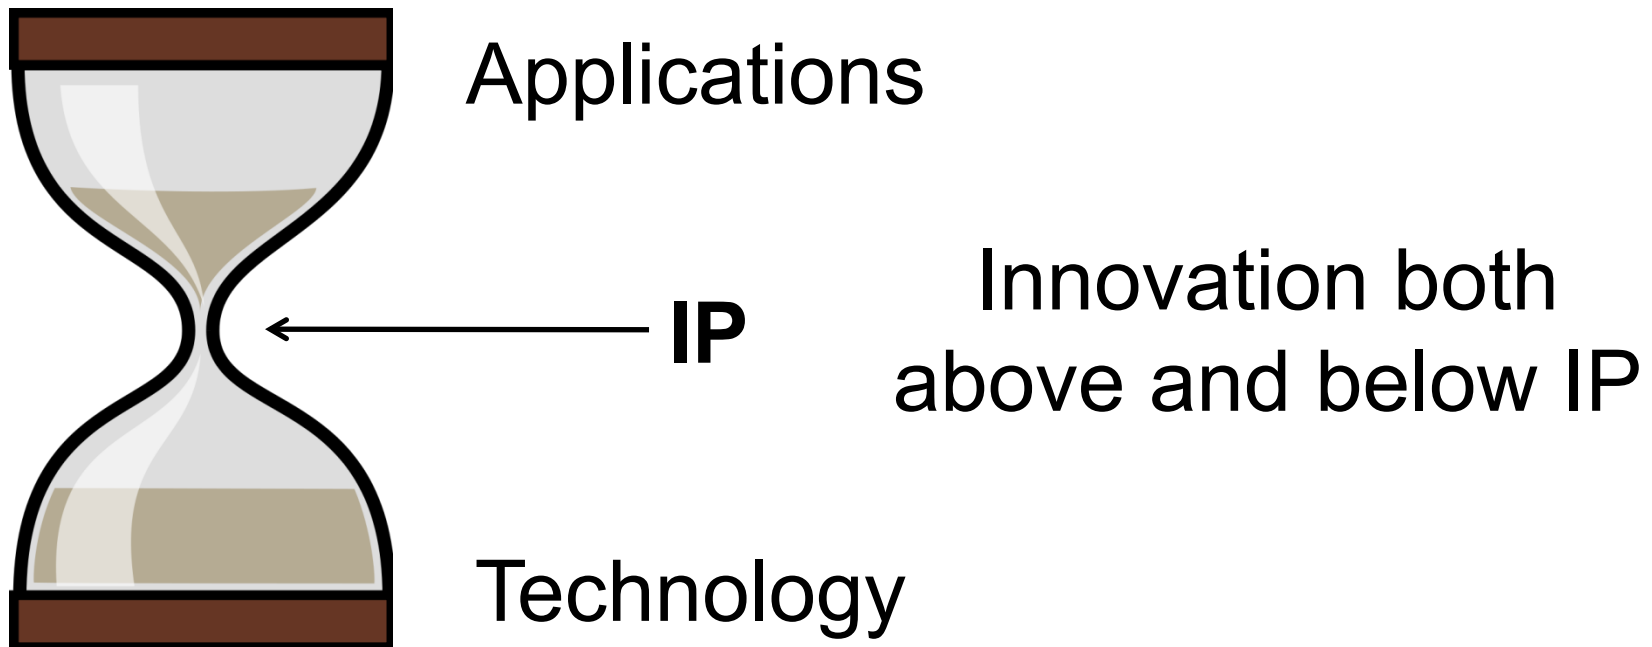 Applications
IP
Innovation both
above and below IP
Technology